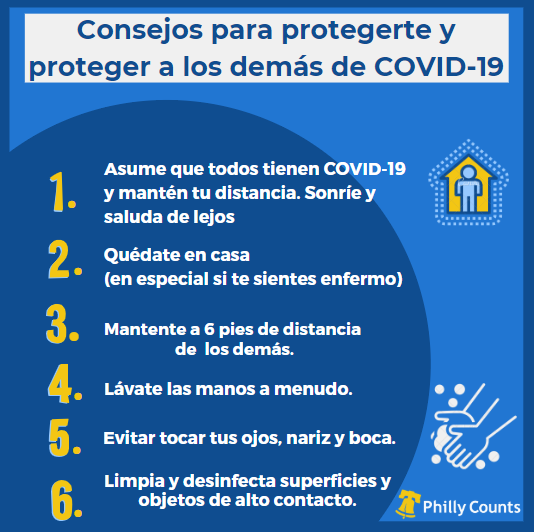 Consejos para protegerte y
proteger a los demás de COVID-19
1. Asume que todos tienen COVID-19
y mantén tu distancia. Sonríe y
saluda de lejos
2. Quédate en casa
(en especial si te sientes enfermo)
3. Mantente a 6 pies de distancia
de los demás.
4. Lávate las manos a menudo.
5. Evitar tocar tus ojos, nariz y boca.
6. Limpia y desinfecta superficies y
objetos de alto contacto.
Philly Counts